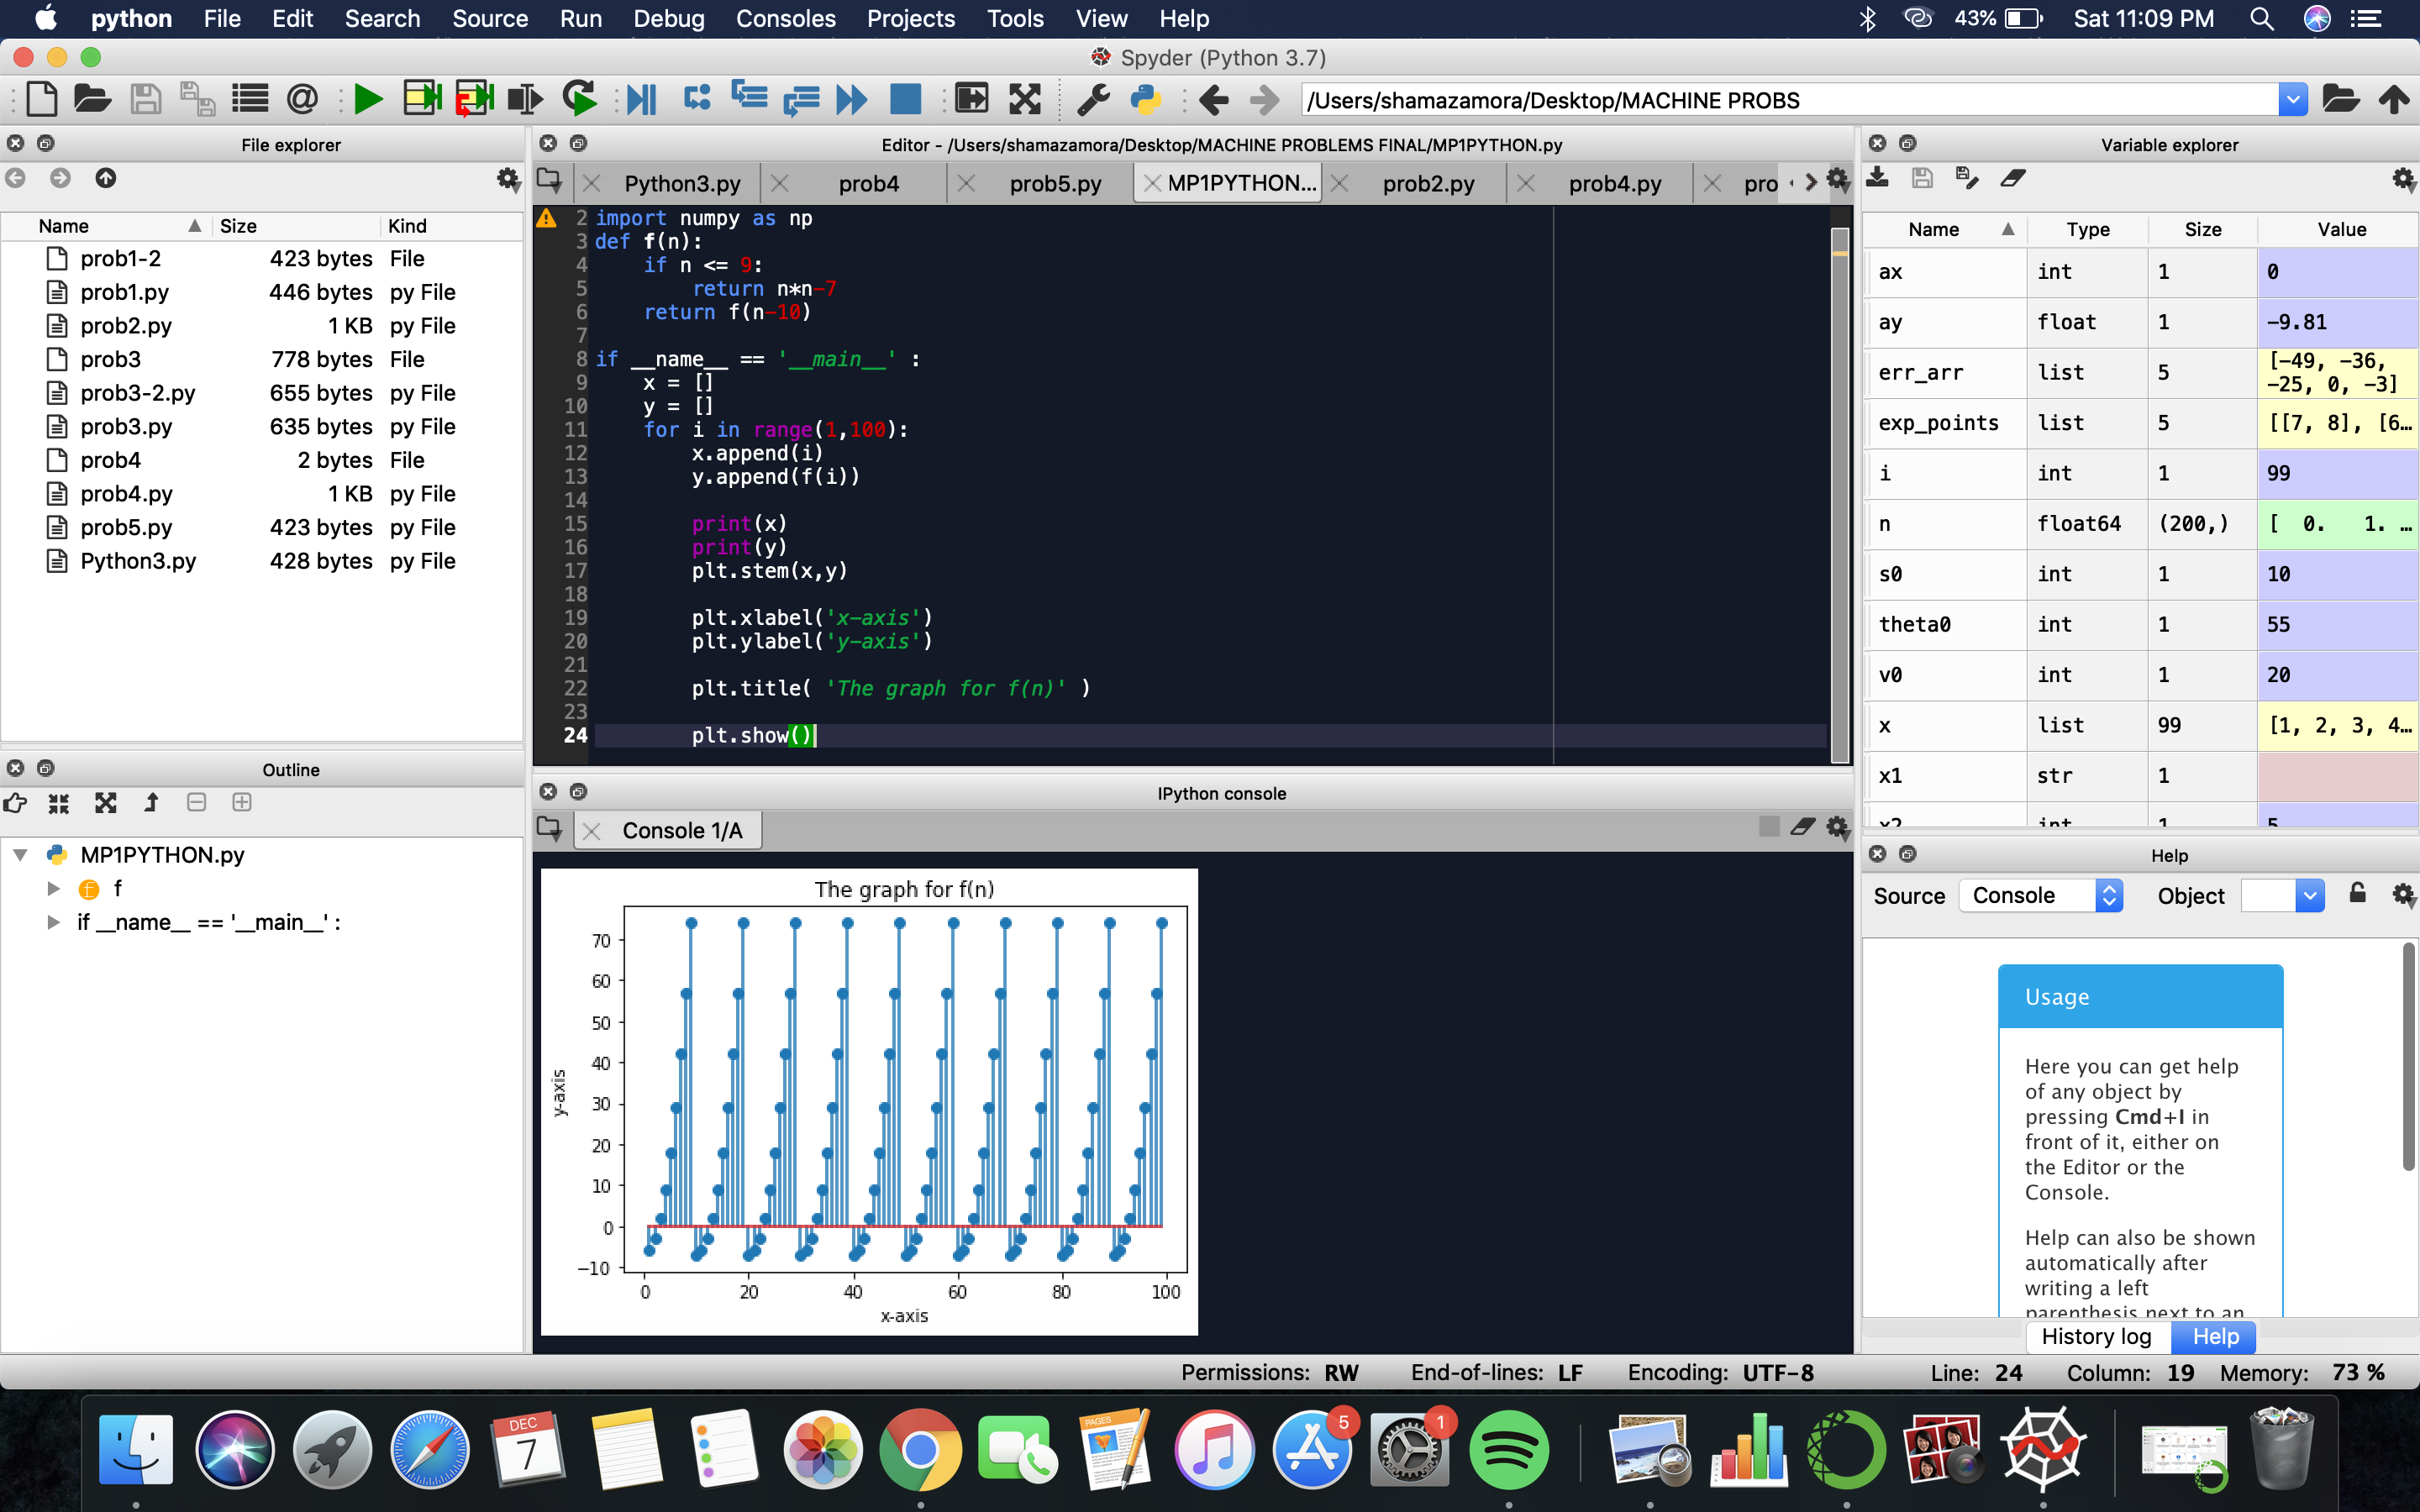 python File Edit Search Source Run Debug Consoles Projects Tools View Help 43% Sat 11:09 PM
Spyder (Python 3.7)
/Users/shamazamora/Desktop/MACHINE PROBS
File explorer
Name Size Kind
prob1-2 423 bytes File
prob1.py 446 bytes py File
prob2.py 1 KB py File
prob3 778 bytes File
prob3-2.py 655 bytes py File
prob3.py 635 bytes py File
prob4 2 bytes File
prob4.py 1 KB py File
prob5.py 423 bytes py File
Python3.py 428 bytes py File
Outline
MP1PYTHON.py
f
if __name__ == '__main__' :
Editor - /Users/shamazamora/Desktop/MACHINE PROBLEMS FINAL/MP1PYTHON.py
Python3.py prob4 prob5.py MP1PYTHON... prob2.py prob4.py pro
2 import numpy as np
3 def f(n):
4 if n <= 9:
5 return n*n-7
6 return f(n-10)
7
8 if __name__ == '__main__' :
9 x = []
10 y = []
11 for i in range(1,100):
12 x.append(i)
13 y.append(f(i))
14
15 print(x)
16 print(y)
17 plt.stem(x,y)
18
19 plt.xlabel('x-axis')
20 plt.ylabel('y-axis')
21
22 plt.title( 'The graph for f(n)' )
23
24 plt.show()
IPython console
Console 1/A
The graph for f(n)
70
60
50
40
30
20
10
0
-10
y-axis
0 20 40 60 80 100
x-axis
Variable explorer
Name Type Size Value
ax int 1 0
ay float 1 -9.81
err_arr list 5 [-49, -36,
-25, 0, -3]
exp_points list 5 [[7, 8], [6…
i int 1 99
n float64 (200,) [ 0. 1. …
s0 int 1 10
theta0 int 1 55
v0 int 1 20
x list 99 [1, 2, 3, 4…
x1 str 1
x2 int 1 5
Help
Source Console Object
Usage
Here you can get help
of any object by
pressing Cmd+I in
front of it, either on
the Editor or the
Console.
Help can also be shown
automatically after
writing a left
parenthesis next to an
History log Help
Permissions: RW End-of-lines: LF Encoding: UTF-8 Line: 24 Column: 19 Memory: 73 %
DEC
7
PAGES
5
1